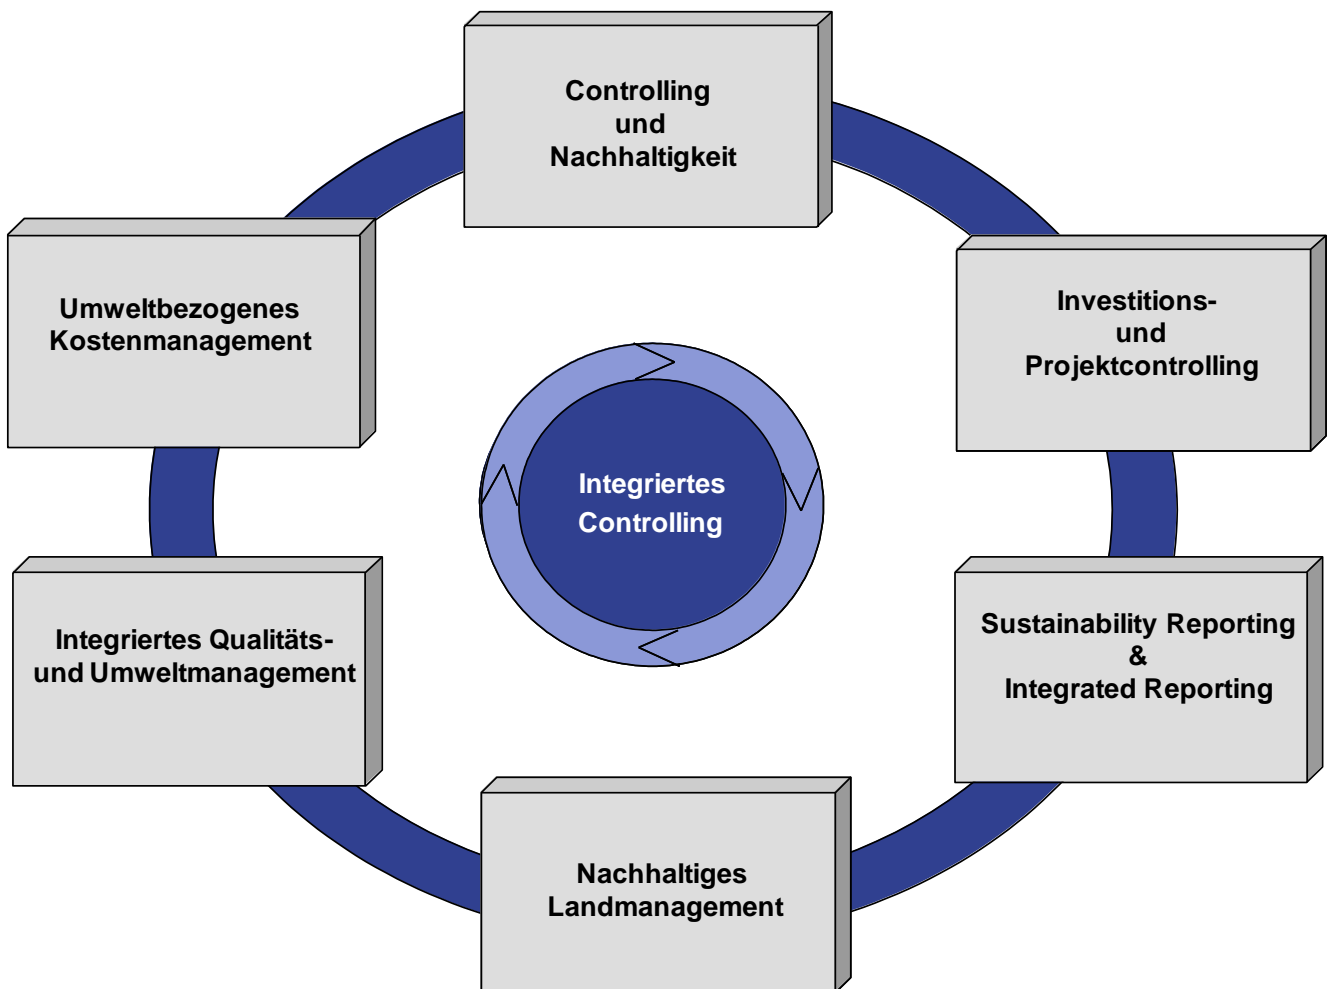 Controlling
und
Nachhaltigkeit
Umweltbezogenes
Kostenmanagement
Investitions-
und
Projektcontrolling
Integriertes
Controlling
Integriertes Qualitäts-
und Umweltmanagement
Sustainability Reporting
&
Integrated Reporting
Nachhaltiges
Landmanagement